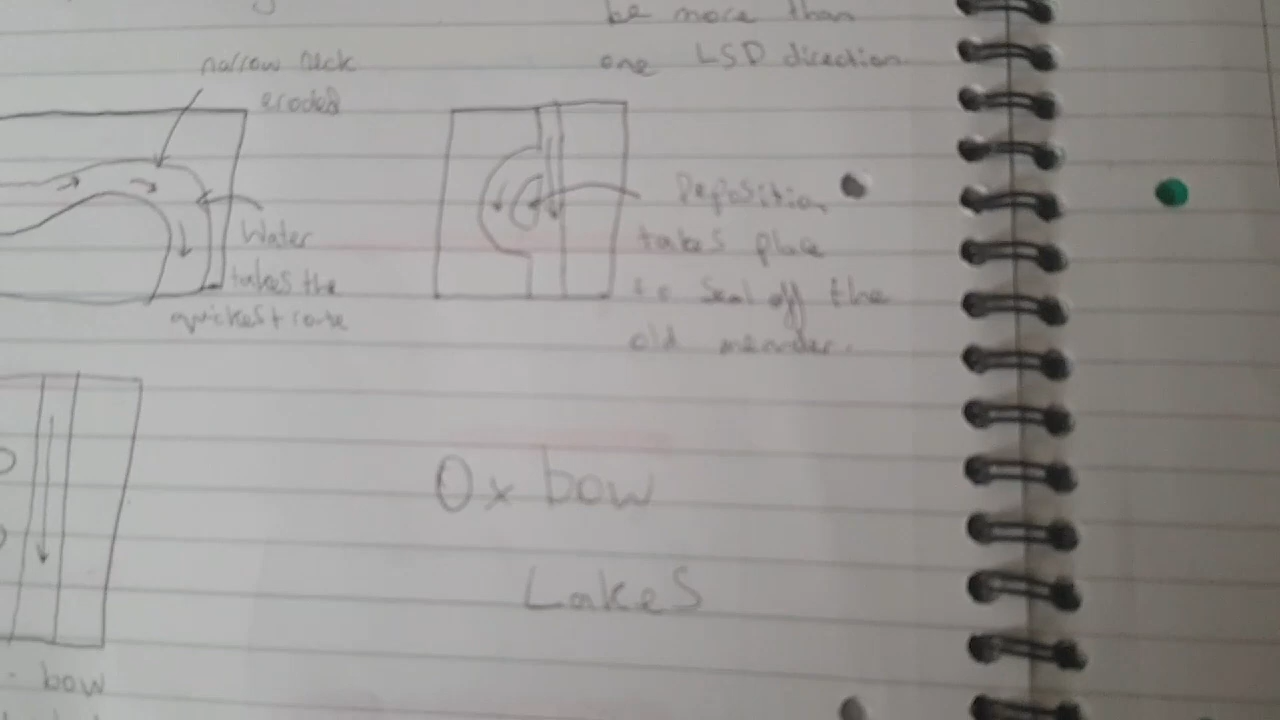 be more than
one LSD direction.
narrow neck
eroded
Water
takes the
quickest route
Deposition
takes place
to seal off the
old meander.
Ox bow
Lakes
- bow